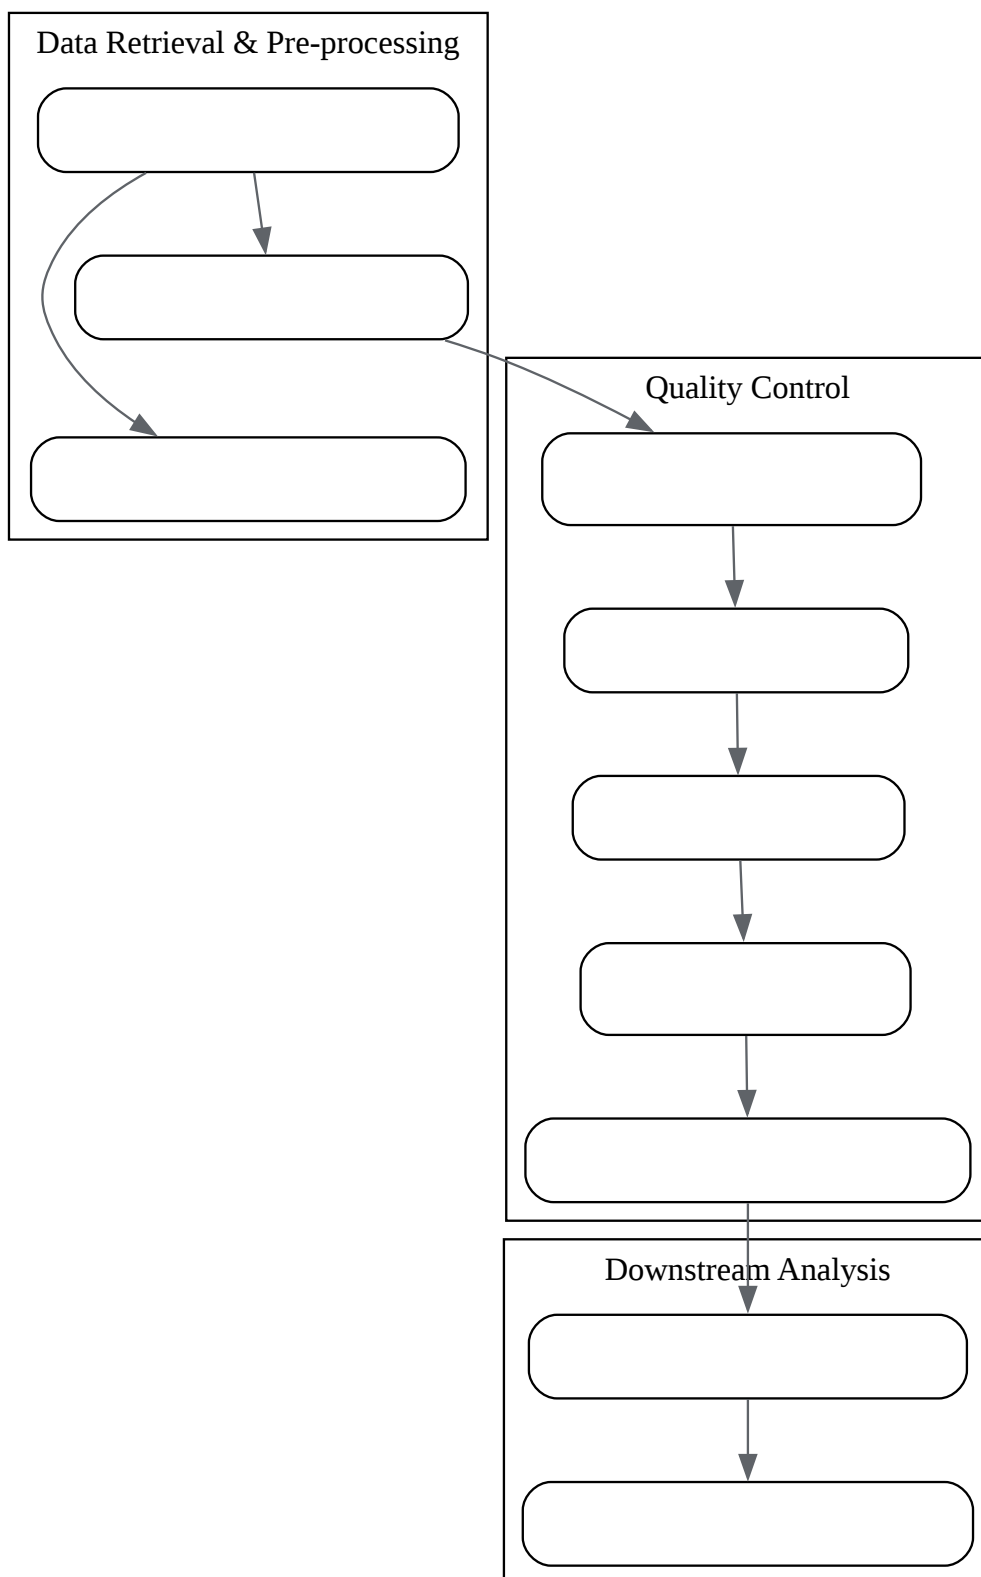 Data Retrieval & Pre-processing
Quality Control
Downstream Analysis